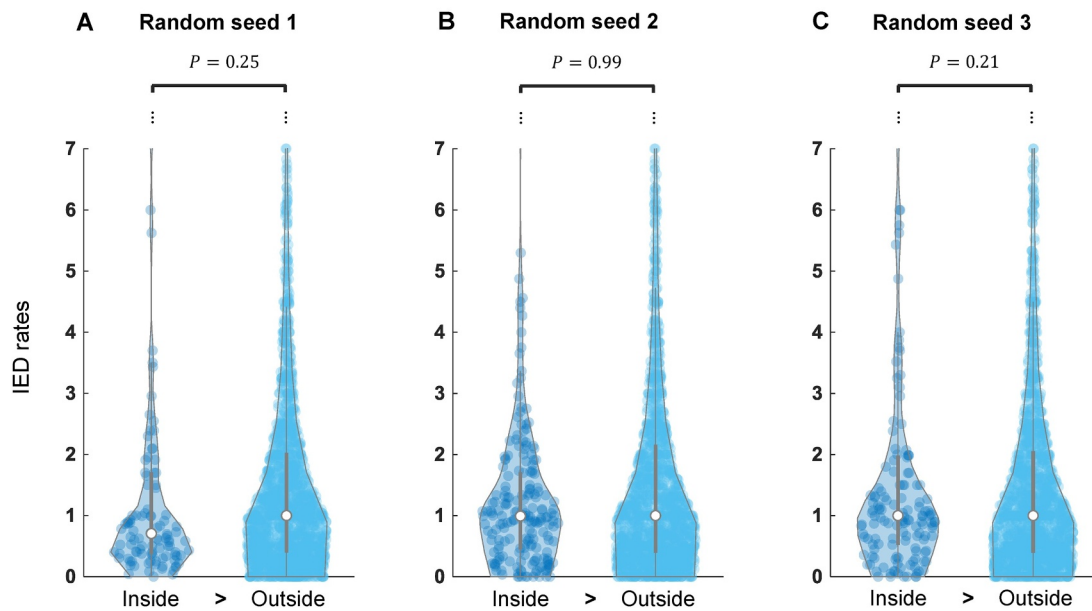 A Random seed 1
P = 0.25
7
6
5
4
3
2
1
0
IED rates
Inside > Outside
B Random seed 2
P = 0.99
7
6
5
4
3
2
1
0
Inside > Outside
C Random seed 3
P = 0.21
7
6
5
4
3
2
1
0
Inside > Outside